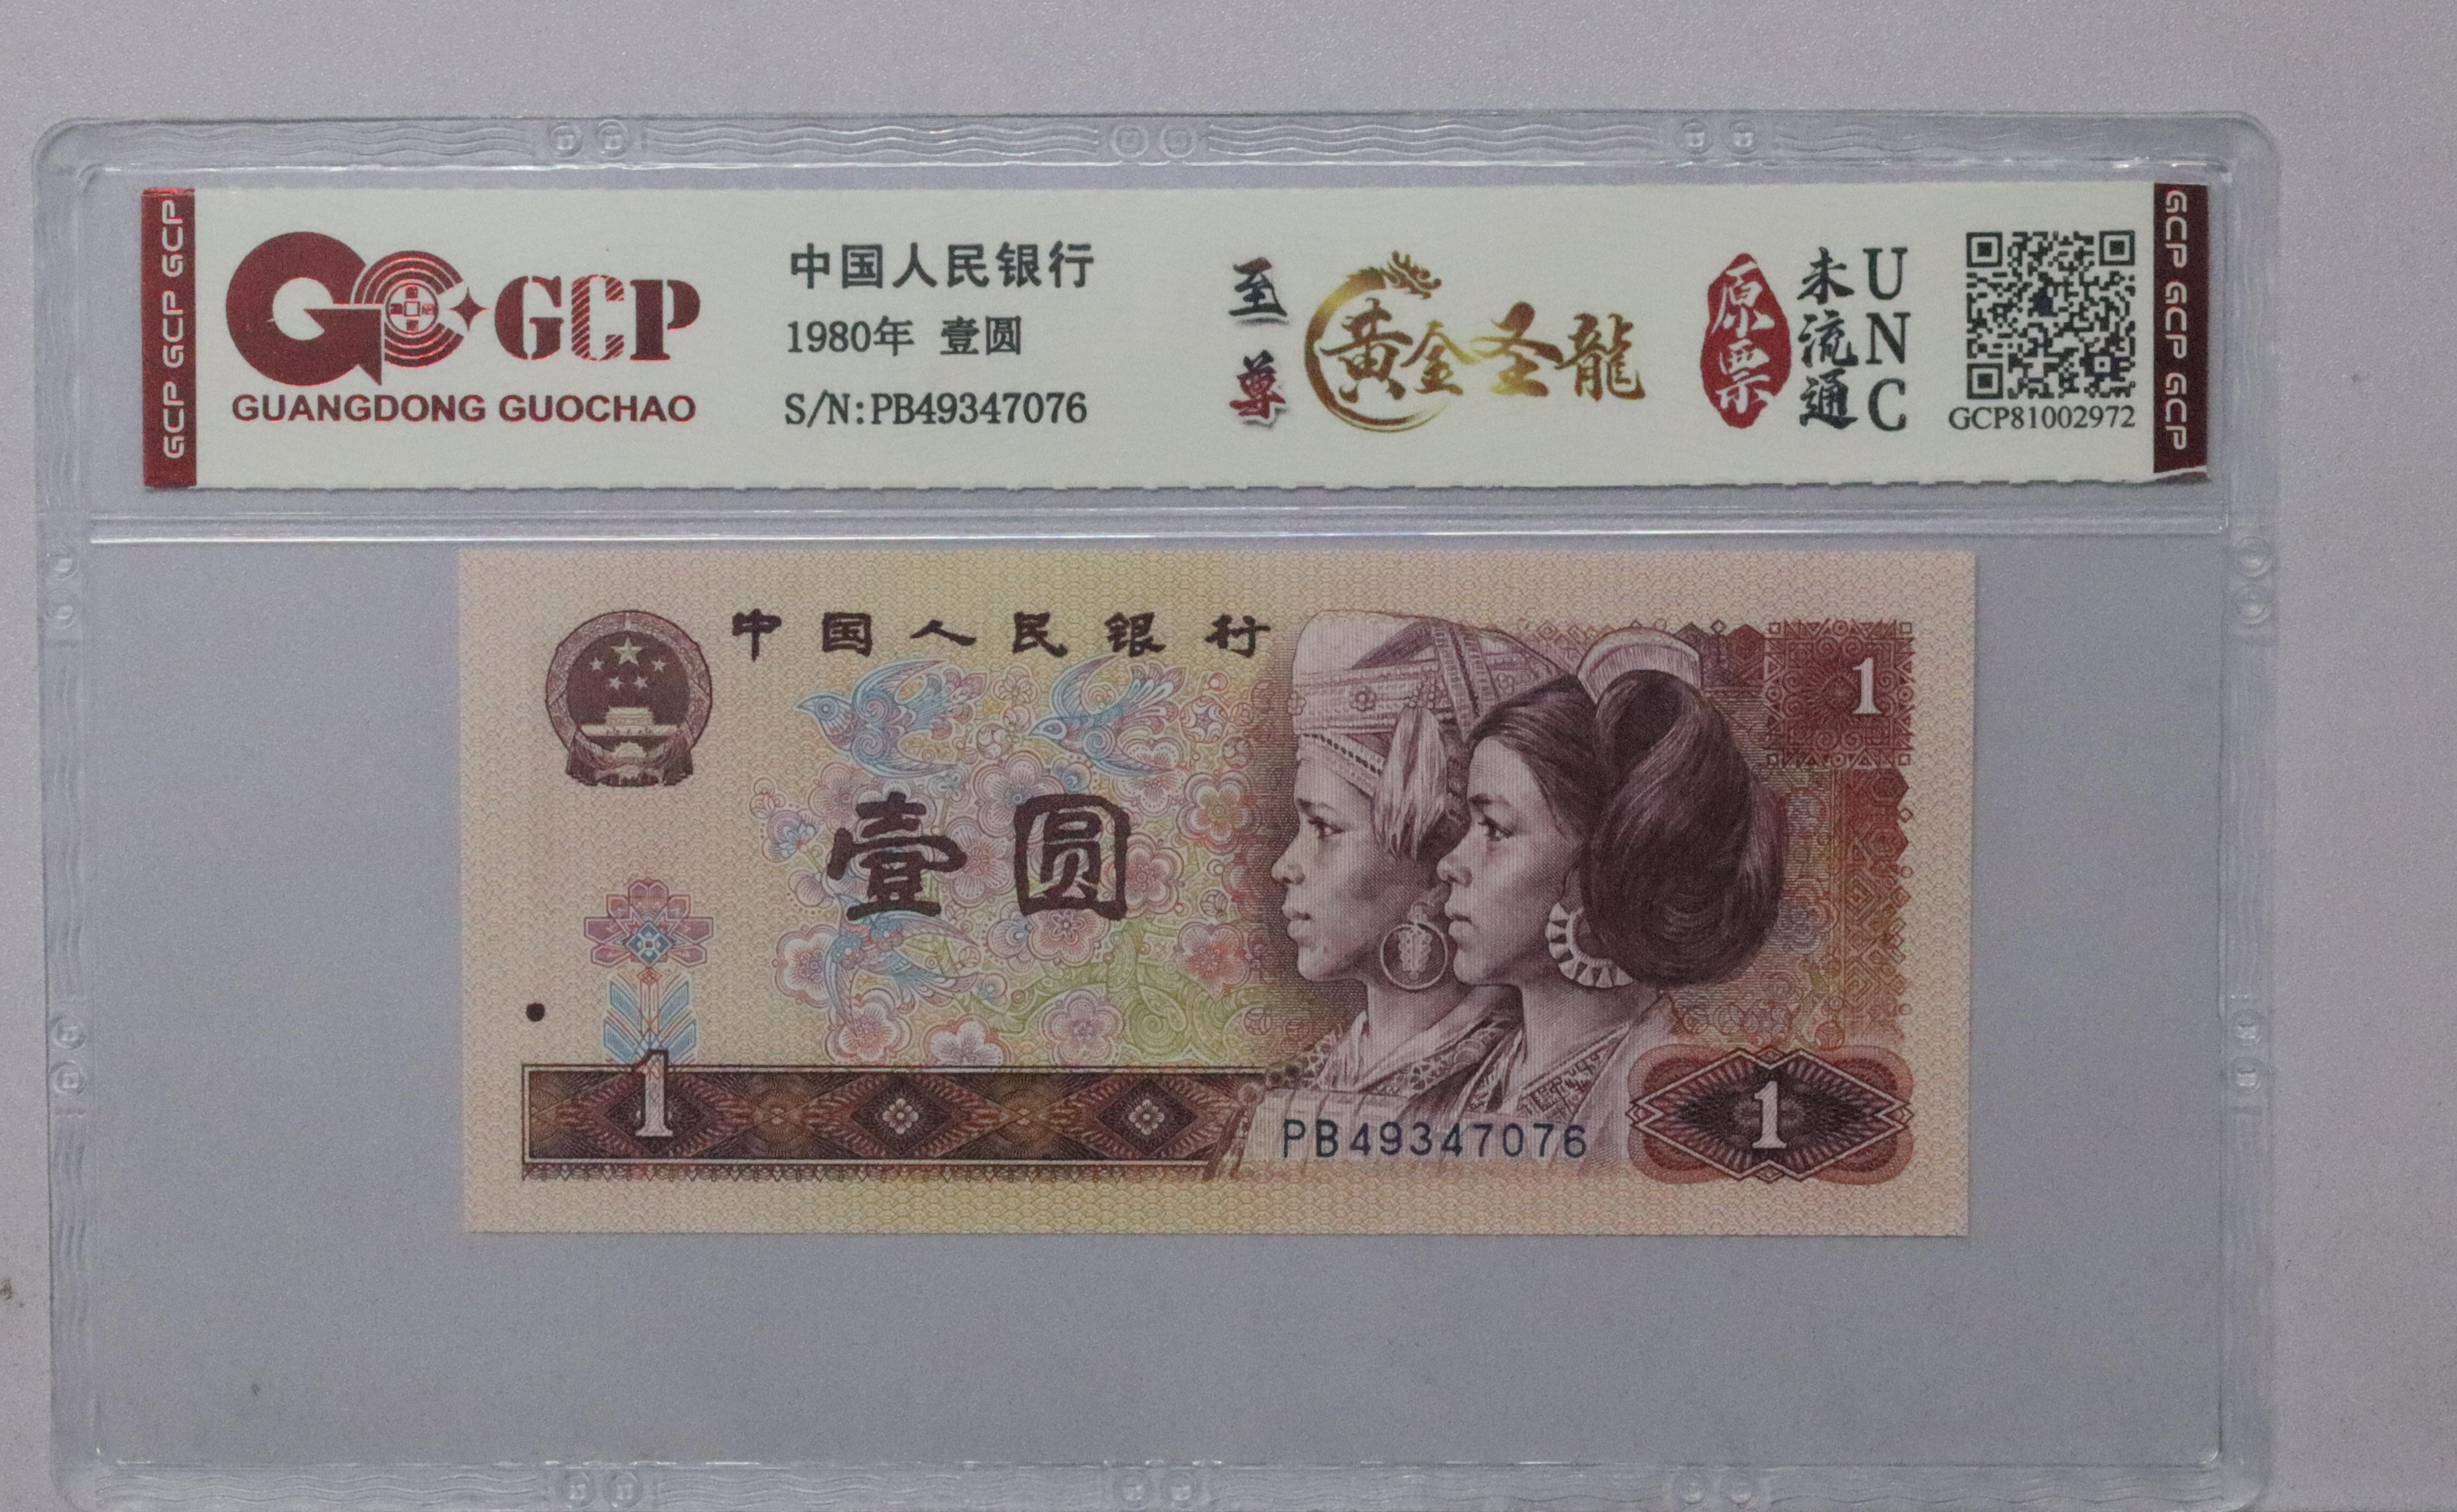 GCP GCP GCP
GCP
GUANGDONG GUOCHAO
中国人民银行
1980年 壹圆
S/N:PB49347076
至尊
黄金圣龍
原票
未流通
UNC
GCP81002972
GCP GCP GCP
中国人民银行
1
壹圆
1
PB49347076
1